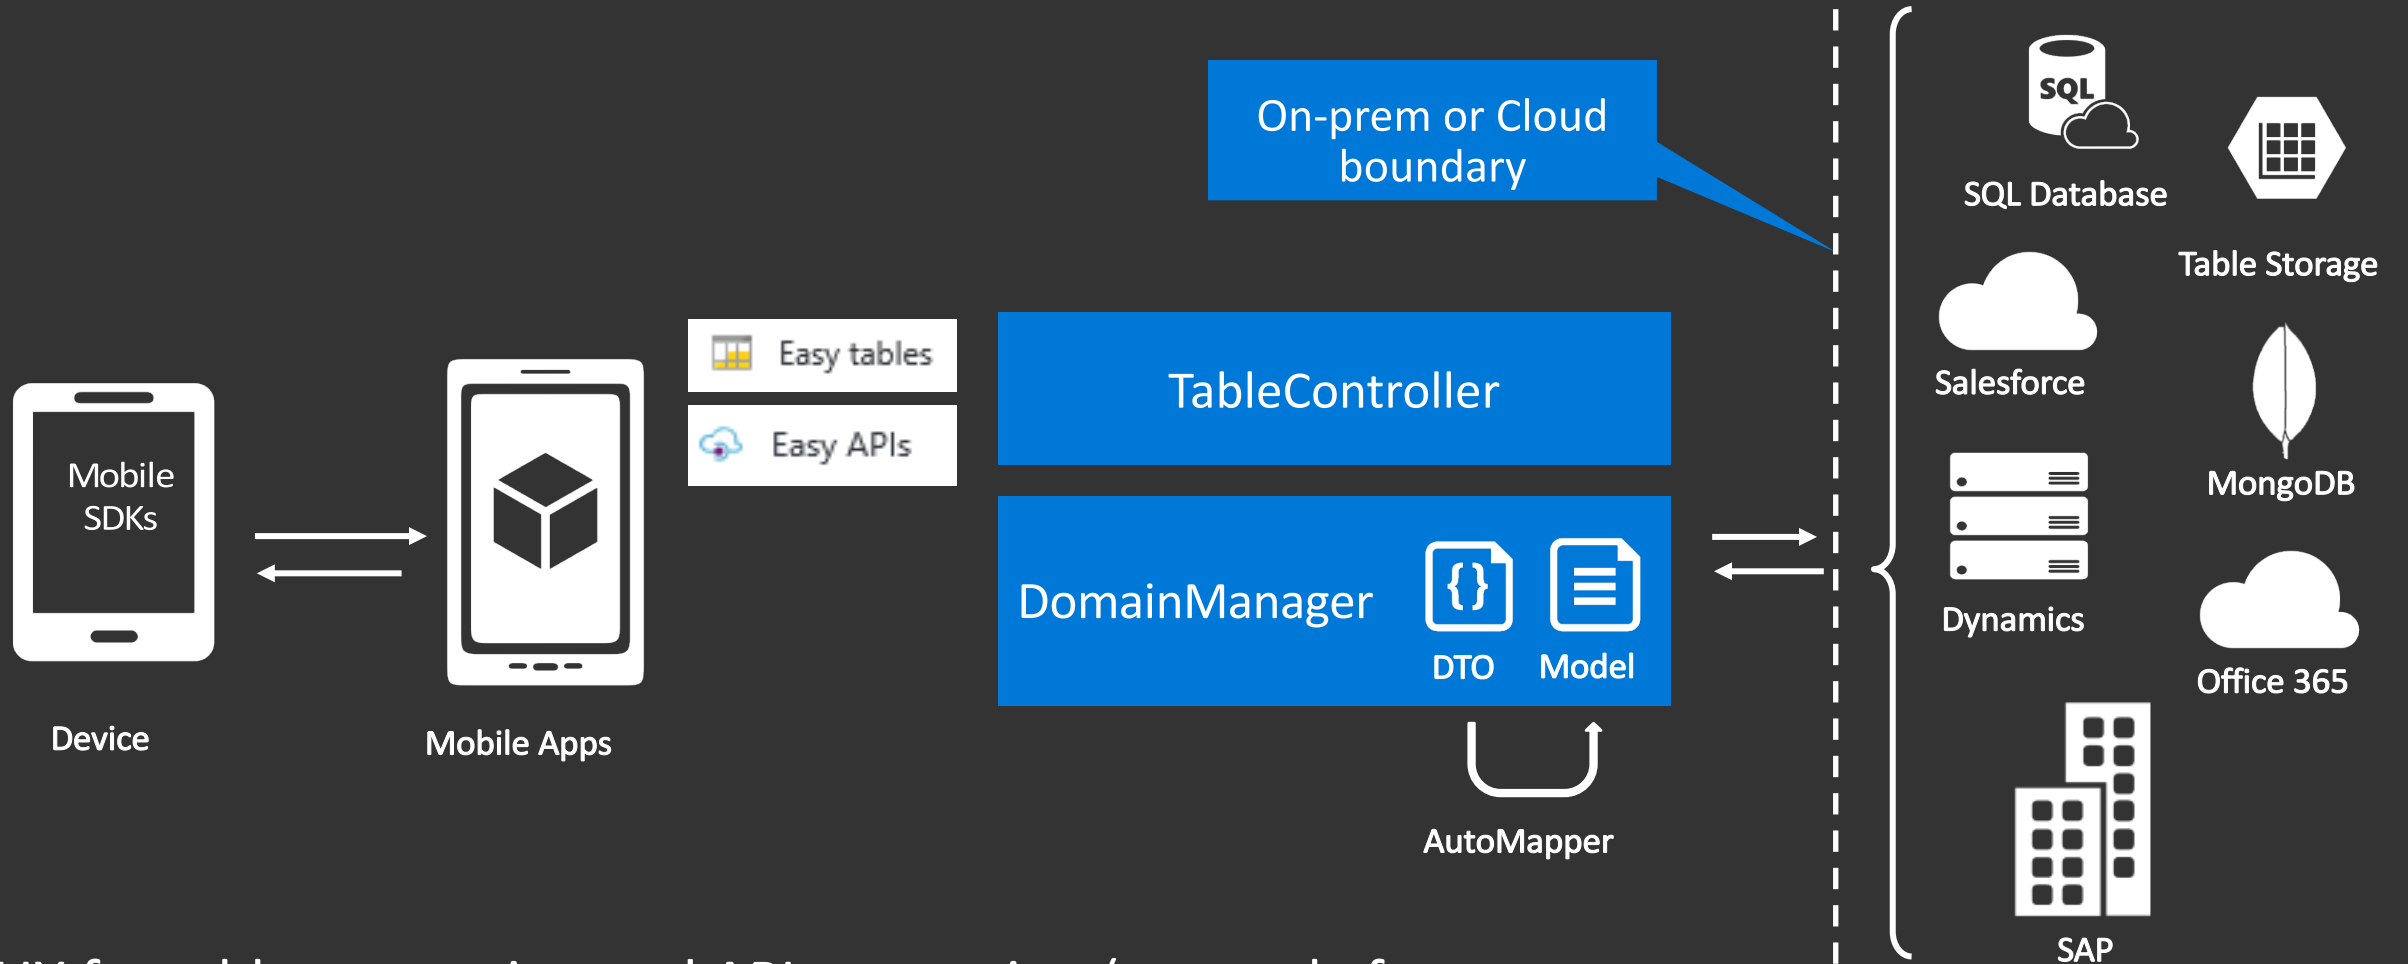 On-prem or Cloud
boundary
SQL
SQL Database
Table Storage
Easy tables
Easy APIs
TableController
Salesforce
MongoDB
Mobile
SDKs
DomainManager
{}
DTO
Model
Dynamics
Office 365
Device
Mobile Apps
AutoMapper
SAP